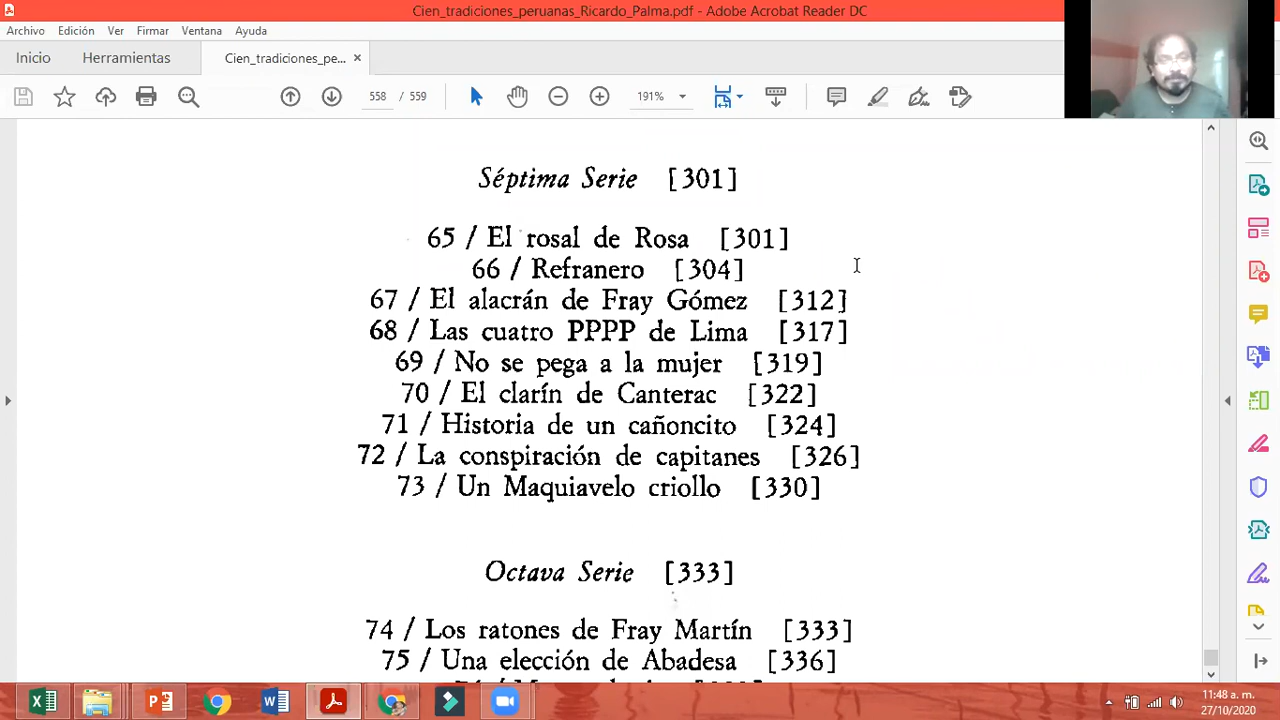 Cien_tradiciones_peruanas_Ricardo_Palma.pdf - Adobe Acrobat Reader DC
Archivo Edición Ver Firmar Ventana Ayuda
Inicio Herramientas Cien_tradiciones_pe... ×
558 / 559 191%
Séptima Serie [301]
65 / El rosal de Rosa [301]
66 / Refranero [304]
67 / El alacrán de Fray Gómez [312]
68 / Las cuatro PPPP de Lima [317]
69 / No se pega a la mujer [319]
70 / El clarín de Canterac [322]
71 / Historia de un cañoncito [324]
72 / La conspiración de capitanes [326]
73 / Un Maquiavelo criollo [330]
Octava Serie [333]
74 / Los ratones de Fray Martín [333]
75 / Una elección de Abadesa [336]
11:48 a. m.
27/10/2020